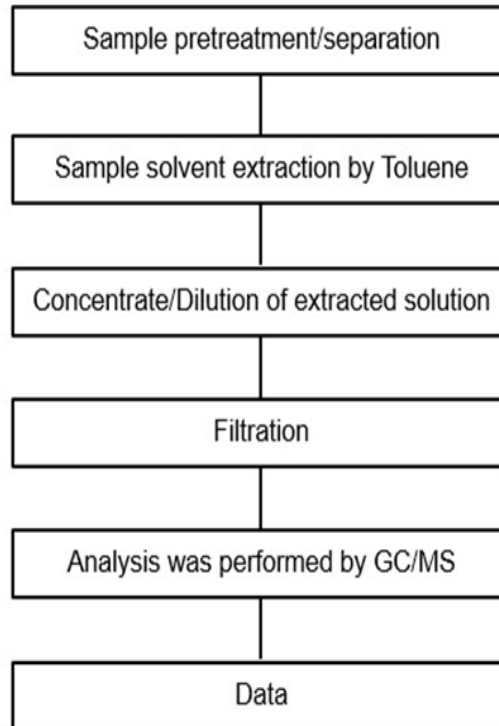 Sample pretreatment/separation
Sample solvent extraction by Toluene
Concentrate/Dilution of extracted solution
Filtration
Analysis was performed by GC/MS
Data